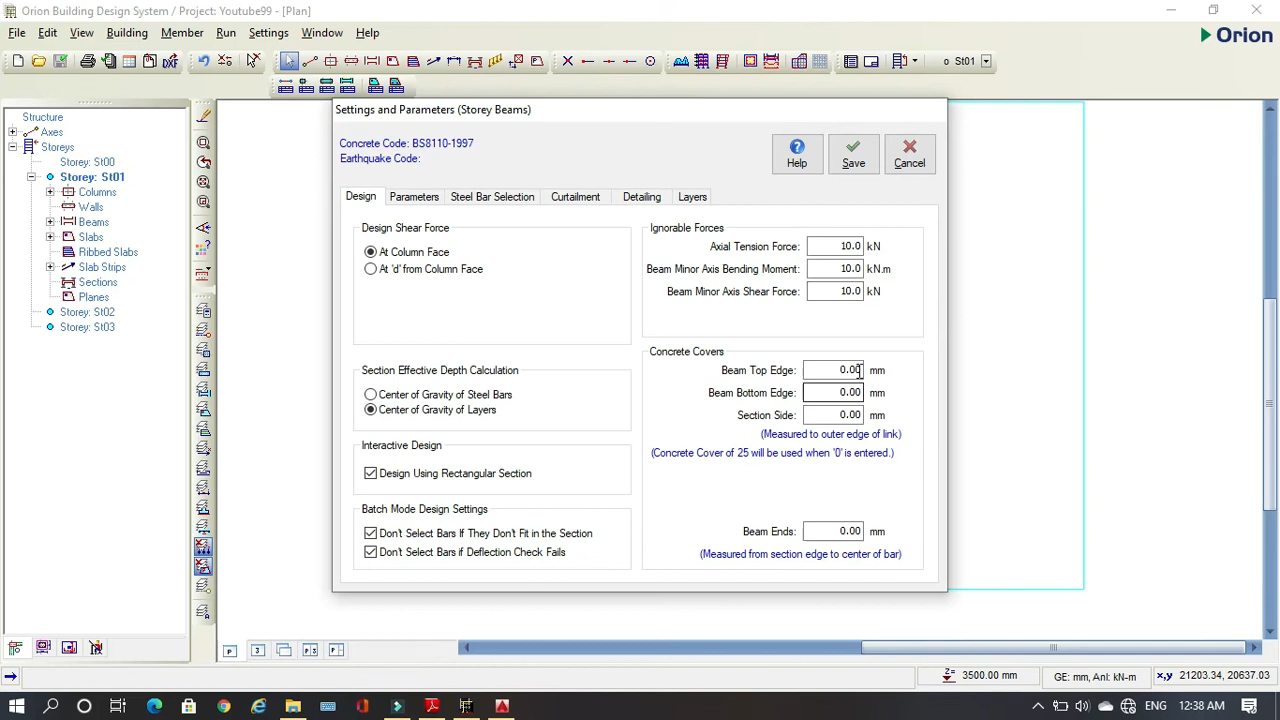 Orion Building Design System / Project: Youtube99 - [Plan]
File Edit View Building Member Run Settings Window Help
Orion
DXF
St01
Structure
Axes
Storeys
Storey: St00
Storey: St01
Columns
Walls
Beams
Slabs
Ribbed Slabs
Slab Strips
Sections
Planes
Storey: St02
Storey: St03
Settings and Parameters (Storey Beams)
Concrete Code: BS8110-1997
Earthquake Code:
Help Save Cancel
Design Parameters Steel Bar Selection Curtailment Detailing Layers
Design Shear Force
At Column Face
At 'd' from Column Face
Section Effective Depth Calculation
Center of Gravity of Steel Bars
Center of Gravity of Layers
Interactive Design
Design Using Rectangular Section
Batch Mode Design Settings
Don't Select Bars If They Don't Fit in the Section
Don't Select Bars if Deflection Check Fails
Ignorable Forces
Axial Tension Force: 10.0 kN
Beam Minor Axis Bending Moment: 10.0 kN.m
Beam Minor Axis Shear Force: 10.0 kN
Concrete Covers
Beam Top Edge: 0.00 mm
Beam Bottom Edge: 0.00 mm
Section Side: 0.00 mm
(Measured to outer edge of link)
(Concrete Cover of 25 will be used when '0' is entered.)
Beam Ends: 0.00 mm
(Measured from section edge to center of bar)
P 3
Z= 3500.00 mm GE: mm, Anl: kN-m x,y 21203.34, 20637.03
12:38 AM